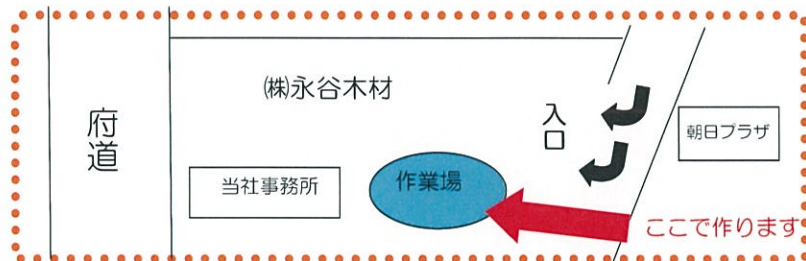 府道
㈱永谷木材
入口
朝日プラザ
当社事務所
作業場
ここで作ります